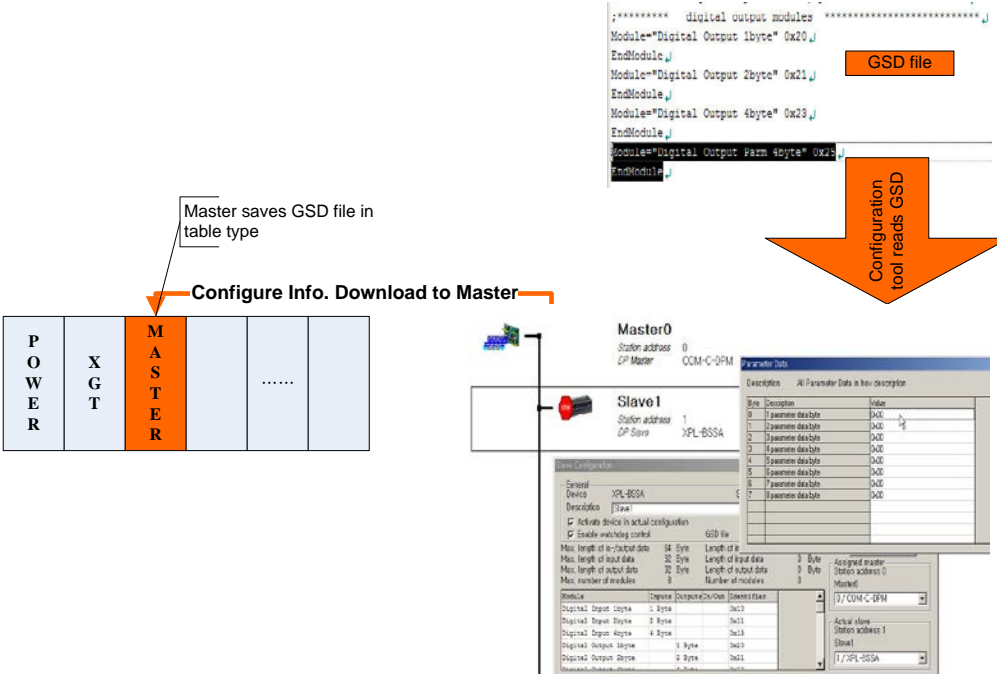 ;********* digital output modules ***************************
Module="Digital Output 1byte" 0x20
EndModule
Module="Digital Output 2byte" 0x21
EndModule
Module="Digital Output 4byte" 0x23
EndModule
Module="Digital Output Parm 4byte" 0x25
EndModule
GSD file
Configuration
tool reads GSD
Master saves GSD file in
table type
Configure Info. Download to Master
POWER
XGT
MASTER
......
Master0
Station address 0
DP Master COM-C-DPM
Slave1
Station address 1
DP Slave XPL-BSSA
Parameter Data
Description All Parameter Data in hex description
Byte Description Value
0 1 parameter data byte 0x00
1 2 parameter data byte 0x00
2 3 parameter data byte 0x00
3 4 parameter data byte 0x00
4 5 parameter data byte 0x00
5 6 parameter data byte 0x00
6 7 parameter data byte 0x00
7 8 parameter data byte 0x00
Slave Configuration
General
Device XPL-BSSA
Description Slave1
Activate device in actual configuration
Enable watchdog control GSD file
Max. length of in-/output data 64 Byte Length of in
Max. length of input data 32 Byte Length of input data 0 Byte
Max. length of output data 32 Byte Length of output data 0 Byte
Max. number of modules 8 Number of modules 0
Assigned master
Station address 0
Master0
0 / COM-C-DPM
Module Inputs Outputs In/Out Identifier
Digital Input 1byte 1 Byte 0x10
Digital Input 2byte 2 Byte 0x11
Digital Input 4byte 4 Byte 0x13
Digital Output 1byte 1 Byte 0x20
Digital Output 2byte 2 Byte 0x21
Actual slave
Station address 1
Slave1
1 / XPL-BSSA